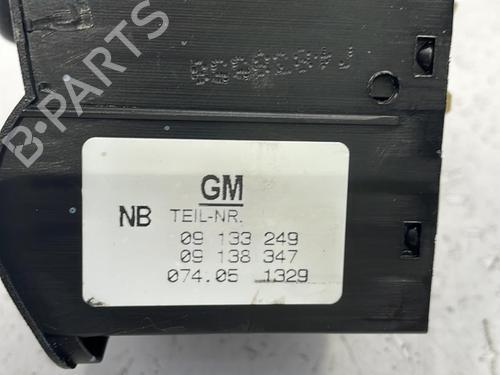 B-PARTS
GM
NB TEIL-NR.
09 133 249
09 138 347
074.05 1329